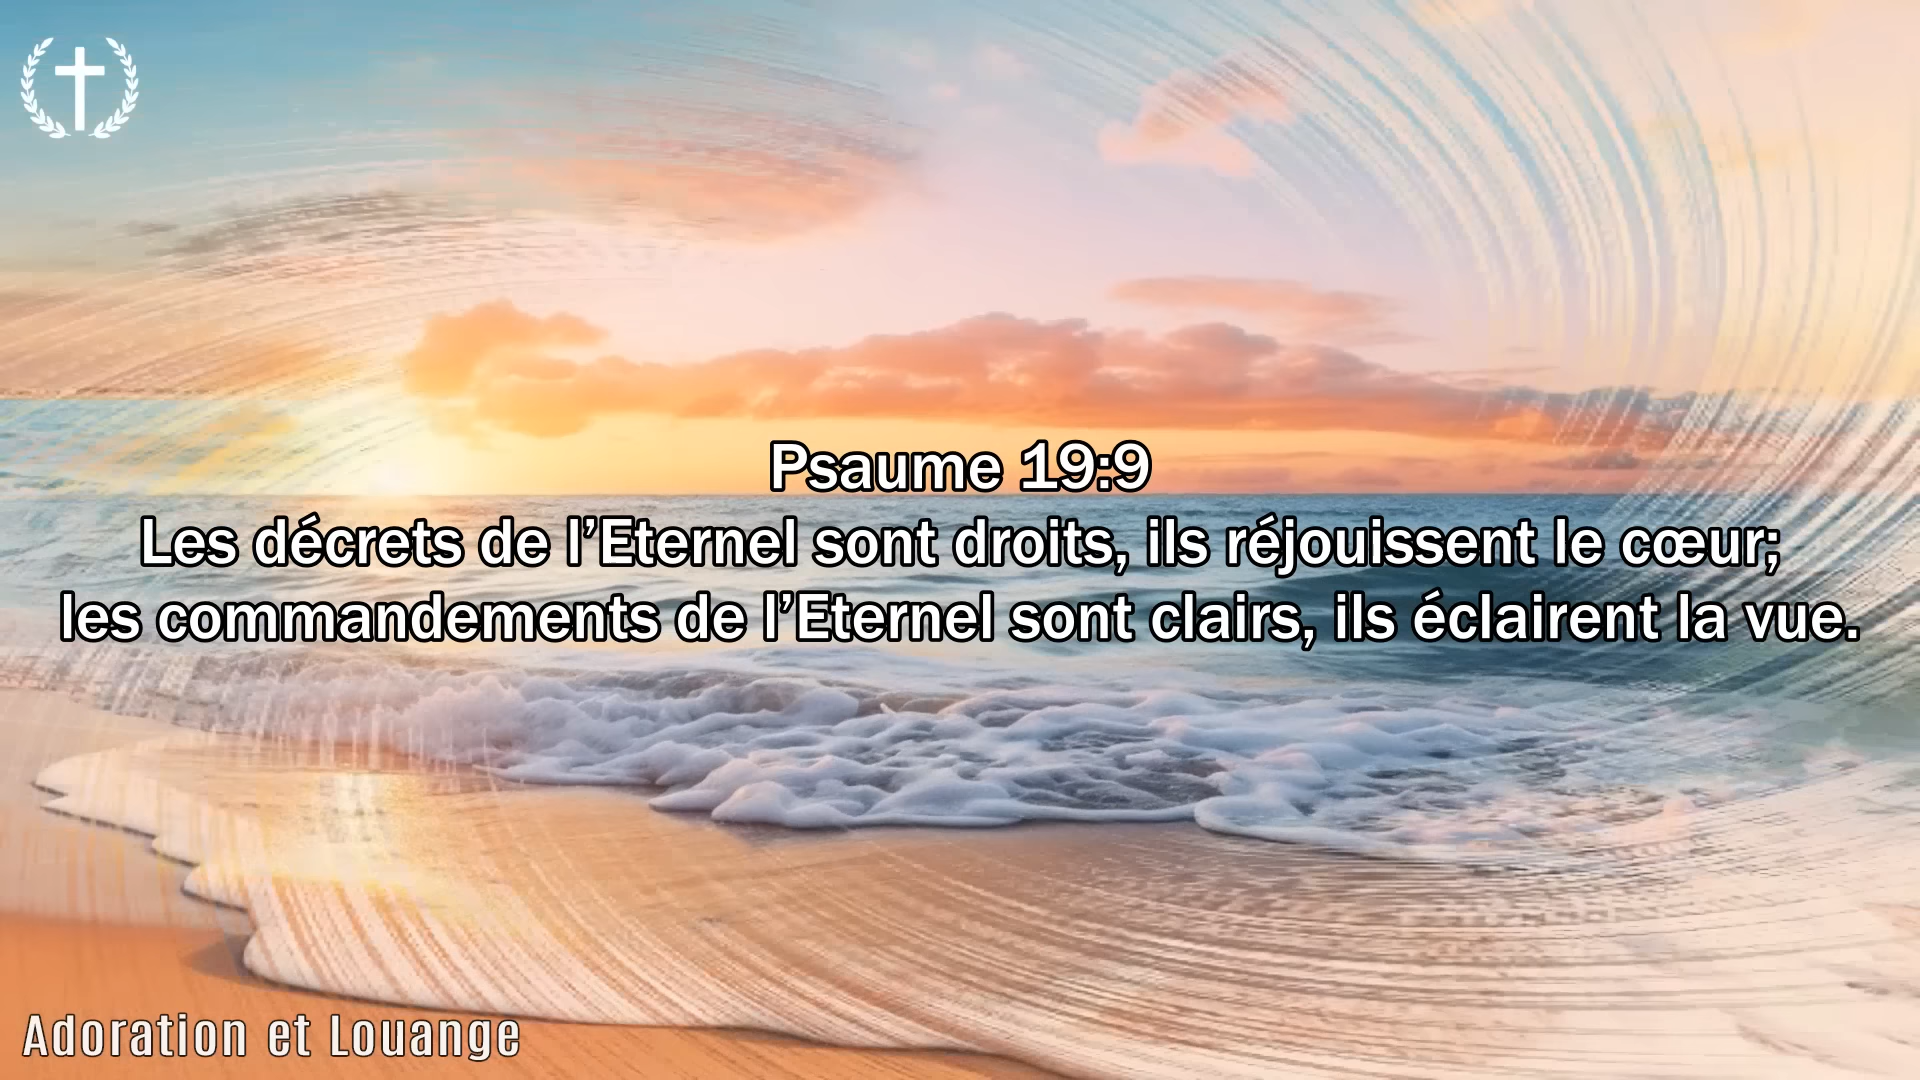 Psaume 19:9
Les décrets de l’Eternel sont droits, ils réjouissent le cœur;
les commandements de l’Eternel sont clairs, ils éclairent la vue.
Adoration et Louange